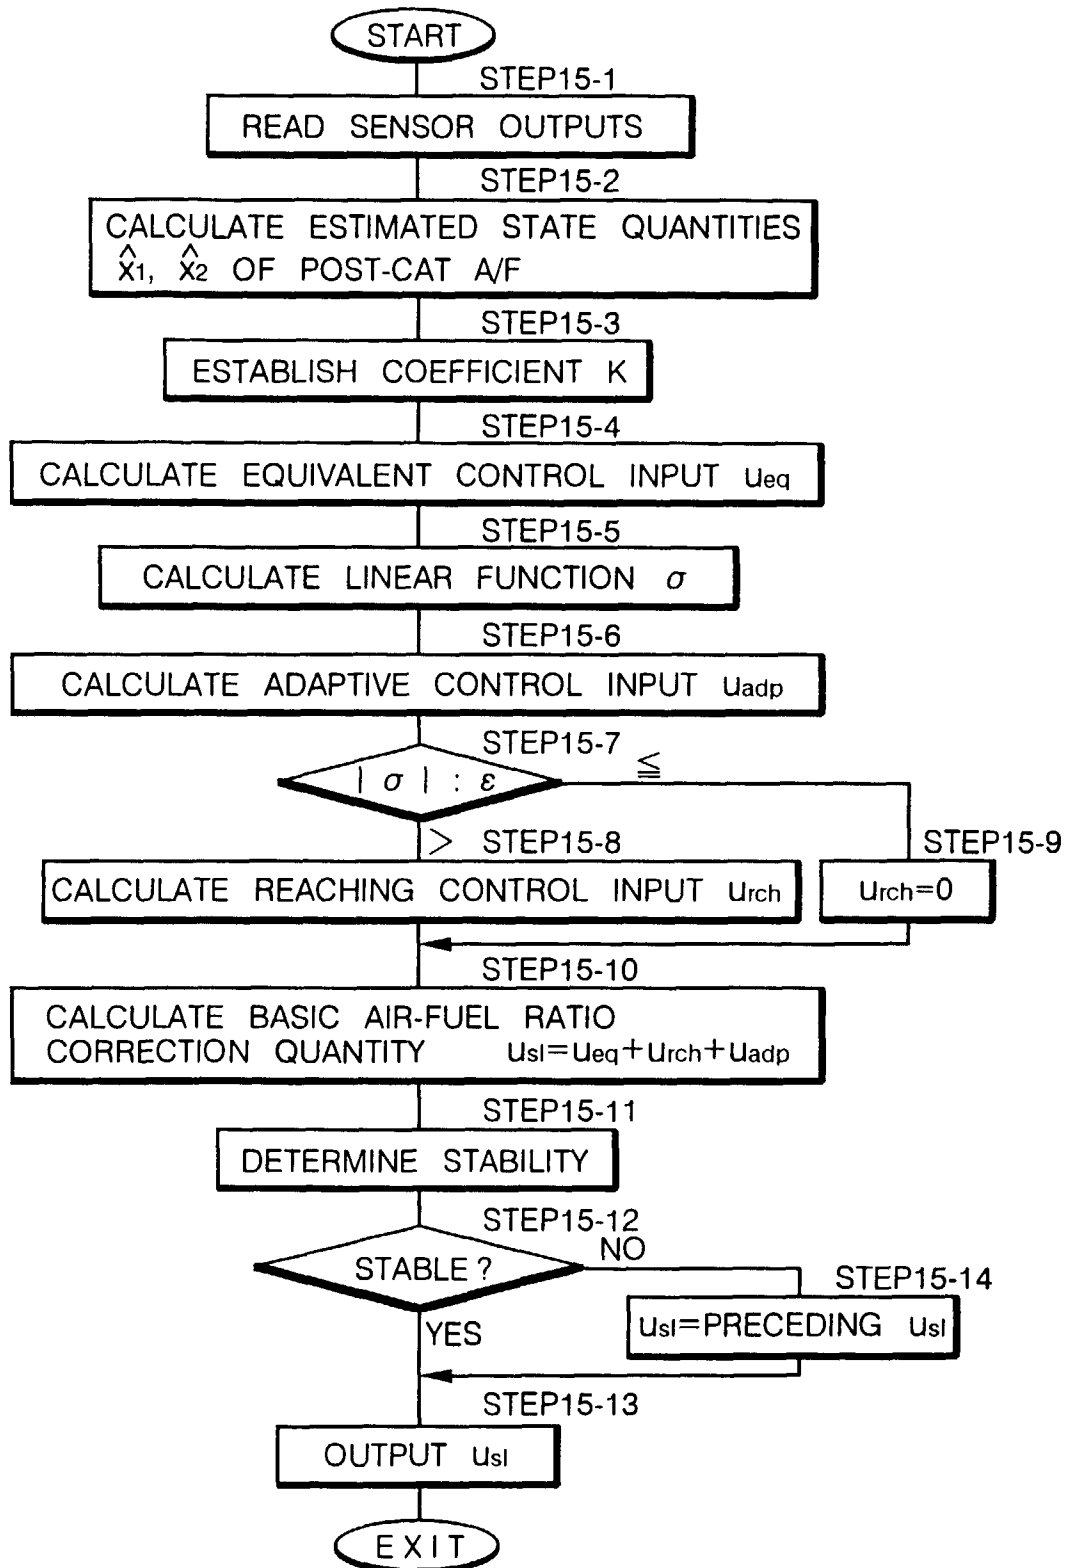 START
STEP15-1
READ SENSOR OUTPUTS
STEP15-2
CALCULATE ESTIMATED STATE QUANTITIES
x̂1, x̂2 OF POST-CAT A/F
STEP15-3
ESTABLISH COEFFICIENT K
STEP15-4
CALCULATE EQUIVALENT CONTROL INPUT ueq
STEP15-5
CALCULATE LINEAR FUNCTION σ
STEP15-6
CALCULATE ADAPTIVE CONTROL INPUT uadp
STEP15-7
| σ | : ε
≦
> STEP15-8
CALCULATE REACHING CONTROL INPUT urch
STEP15-9
urch=0
STEP15-10
CALCULATE BASIC AIR-FUEL RATIO
CORRECTION QUANTITY usl=ueq+urch+uadp
STEP15-11
DETERMINE STABILITY
STEP15-12
STABLE?
NO
STEP15-14
usl=PRECEDING usl
YES
STEP15-13
OUTPUT usl
EXIT